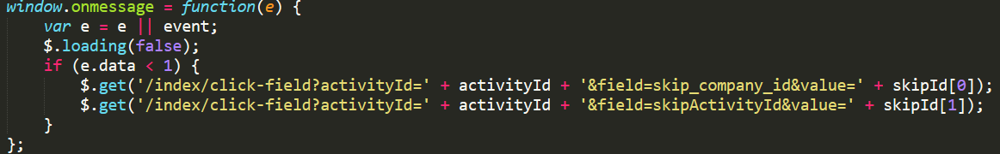 window.onmessage = function(e) {
    var e = e || event;
    $.loading(false);
    if (e.data < 1) {
        $.get('/index/click-field?activityId=' + activityId + '&field=skip_company_id&value=' + skipId[0]);
        $.get('/index/click-field?activityId=' + activityId + '&field=skipActivityId&value=' + skipId[1]);
    }
};